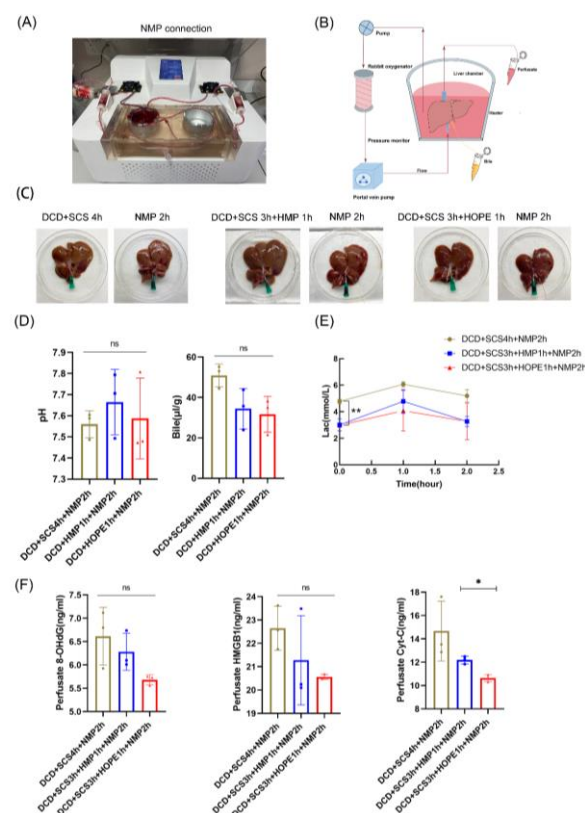 (A)
NMP connection
(B)
Pump
Rabbit oxygenator
Pressure monitor
Portal vein pump
Flow
Liver chamber
Perfusate
Heater
Bile
(C)
DCD+SCS 4h
NMP 2h
DCD+SCS 3h+HMP 1h
NMP 2h
DCD+SCS 3h+HOPE 1h
NMP 2h
(D)
ns
pH
7.9
7.8
7.7
7.6
7.5
7.4
7.3
DCD+SCS4h+NMP2h
DCD+HMP1h+NMP2h
DCD+HOPE1h+NMP2h
ns
Bile(μl/g)
60
40
20
0
DCD+SCS4h+NMP2h
DCD+HMP1h+NMP2h
DCD+HOPE1h+NMP2h
(E)
DCD+SCS4h+NMP2h
DCD+SCS3h+HMP1h+NMP2h
DCD+SCS3h+HOPE1h+NMP2h
Lac(mmol/L)
8
6
4
2
0
**
0.0
0.5
1.0
1.5
2.0
2.5
Time(hour)
(F)
ns
Perfusate 8-OHdG(ng/ml)
7.5
7.0
6.5
6.0
5.5
5.0
DCD+SCS4h+NMP2h
DCD+SCS3h+HMP1h+NMP2h
DCD+SCS3h+HOPE1h+NMP2h
ns
Perfusate HMGB1(ng/ml)
24
23
22
21
20
19
DCD+SCS4h+NMP2h
DCD+SCS3h+HMP1h+NMP2h
DCD+SCS3h+HOPE1h+NMP2h
*
Perfusate Cyt-C(ng/ml)
18
16
14
12
10
8
DCD+SCS4h+NMP2h
DCD+SCS3h+HMP1h+NMP2h
DCD+SCS3h+HOPE1h+NMP2h